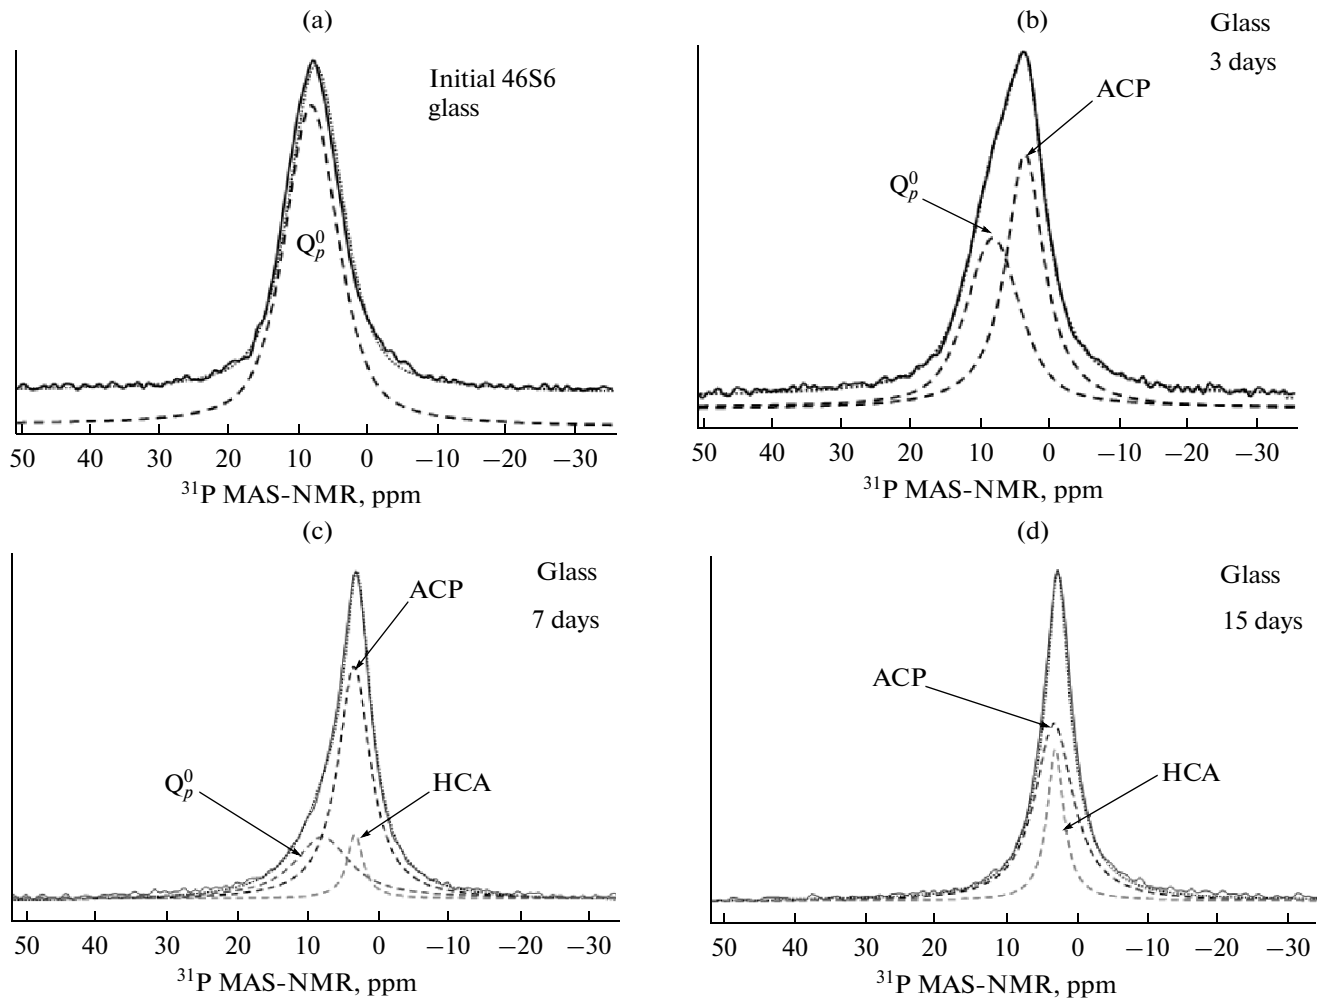 (a)
Initial 46S6
glass
Q⁰ₚ
50 40 30 20 10 0 −10 −20 −30
³¹P MAS-NMR, ppm
(b)
Glass
3 days
ACP
Q⁰ₚ
50 40 30 20 10 0 −10 −20 −30
³¹P MAS-NMR, ppm
(c)
Glass
7 days
ACP
Q⁰ₚ
HCA
50 40 30 20 10 0 −10 −20 −30
³¹P MAS-NMR, ppm
(d)
Glass
15 days
ACP
HCA
50 40 30 20 10 0 −10 −20 −30
³¹P MAS-NMR, ppm